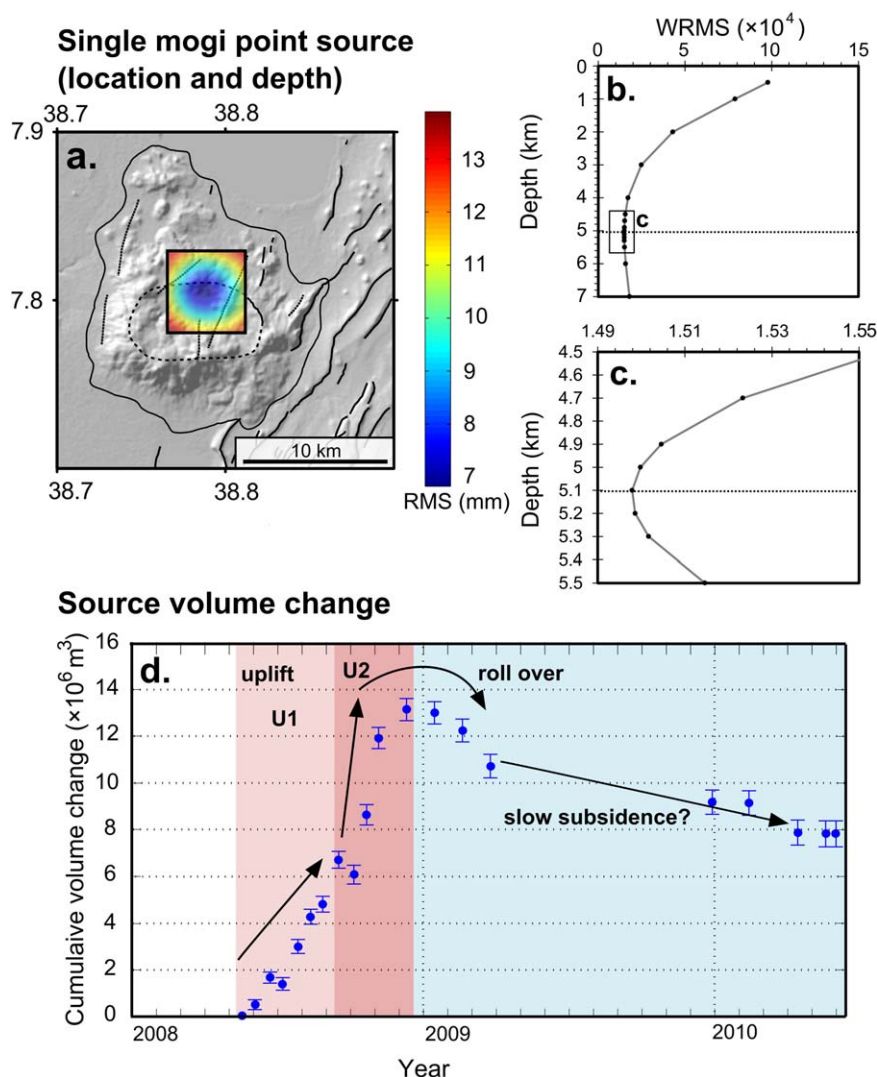 Single mogi point source
(location and depth)
38.7 38.8
7.9
7.8
a.
10 km
38.7 38.8
13
12
11
10
9
8
7
RMS (mm)
WRMS (×10⁴)
0 5 10 15
b.
0
1
2
3
4
5
6
7
Depth (km)
c
1.49 1.51 1.53 1.55
c.
4.5
4.6
4.7
4.8
4.9
5
5.1
5.2
5.3
5.4
5.5
Depth (km)
Source volume change
d.
Cumulaive volume change (×10⁶ m³)
16
14
12
10
8
6
4
2
0
uplift
U1
U2
roll over
slow subsidence?
2008 2009 2010
Year